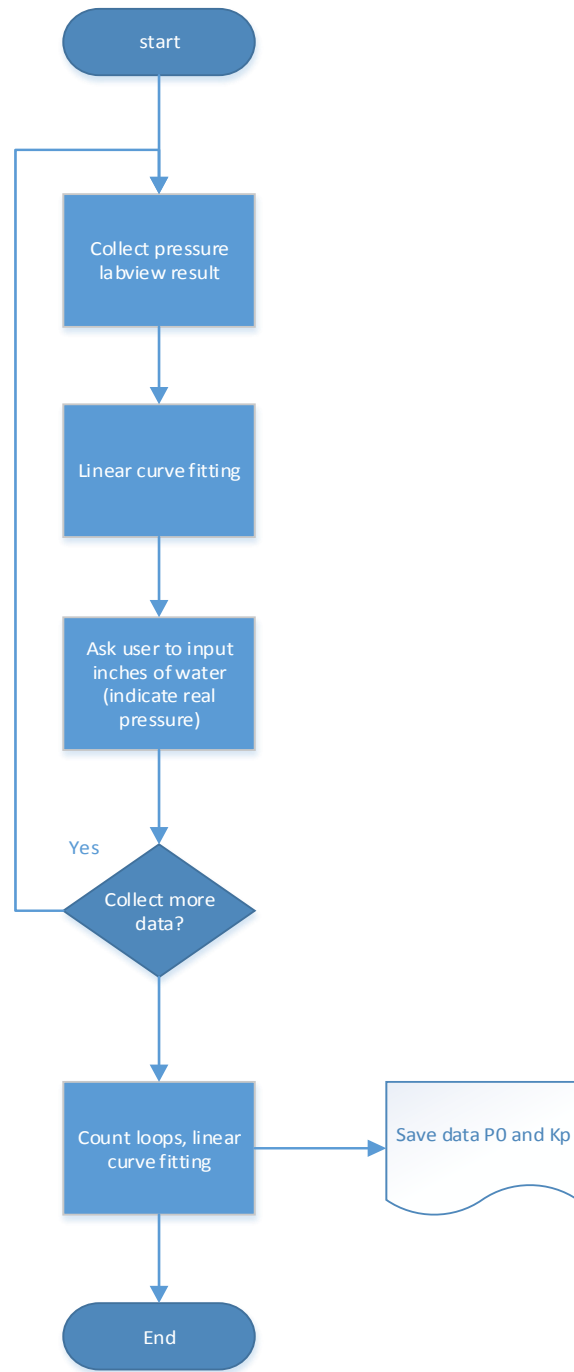 start
Collect pressure
labview result
Linear curve fitting
Ask user to input
inches of water
(indicate real
pressure)
Yes
Collect more
data?
Count loops, linear
curve fitting
Save data P0 and Kp
End